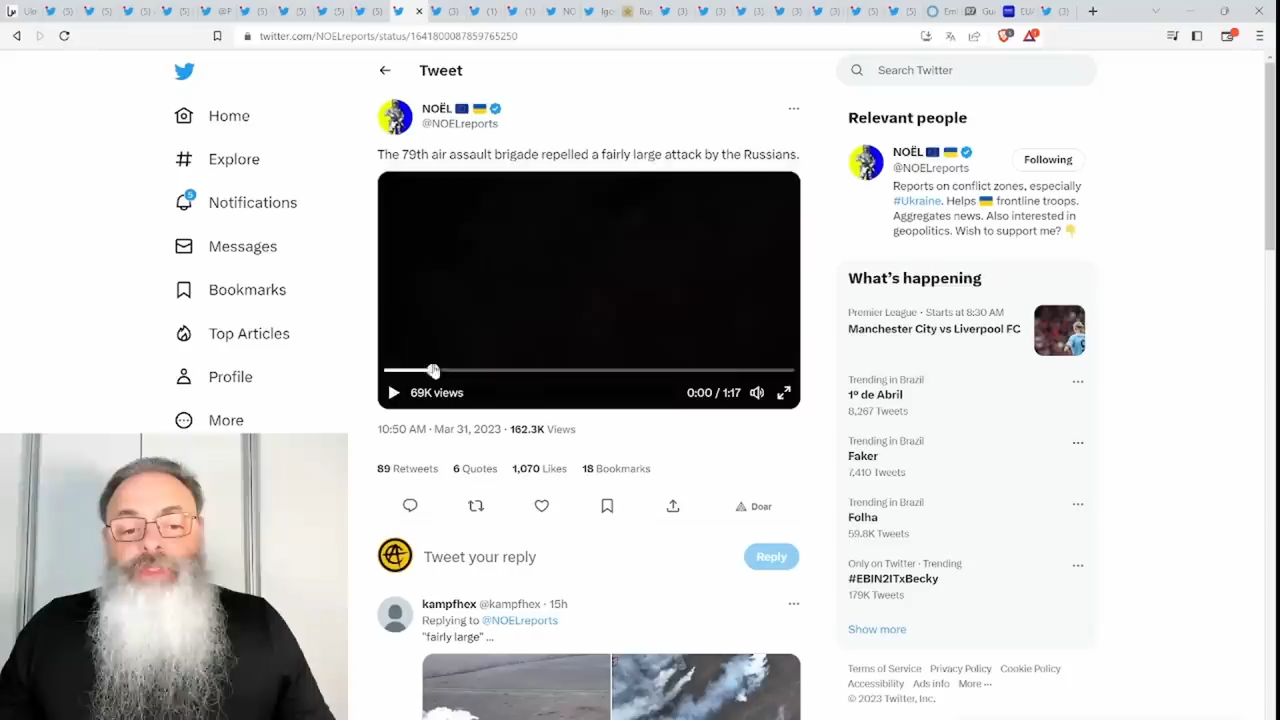 twitter.com/NOELreports/status/1641800087859765250
Home
Explore
5
Notifications
Messages
Bookmarks
Top Articles
Profile
More
Tweet
NOËL
@NOELreports
The 79th air assault brigade repelled a fairly large attack by the Russians.
69K views
0:00 / 1:17
10:50 AM · Mar 31, 2023 · 162.3K Views
89 Retweets 6 Quotes 1,070 Likes 18 Bookmarks
Doar
Tweet your reply
Reply
kampfhex @kampfhex · 15h
Replying to @NOELreports
"fairly large" ...
Search Twitter
Relevant people
NOËL
@NOELreports
Following
Reports on conflict zones, especially
#Ukraine. Helps 🇺🇦 frontline troops.
Aggregates news. Also interested in
geopolitics. Wish to support me? 👇
What's happening
Premier League · Starts at 8:30 AM
Manchester City vs Liverpool FC
Trending in Brazil
1º de Abril
8,267 Tweets
Trending in Brazil
Faker
7,410 Tweets
Trending in Brazil
Folha
59.8K Tweets
Only on Twitter · Trending
#EBIN2ITxBecky
179K Tweets
Show more
Terms of Service Privacy Policy Cookie Policy
Accessibility Ads info More ···
© 2023 Twitter, Inc.